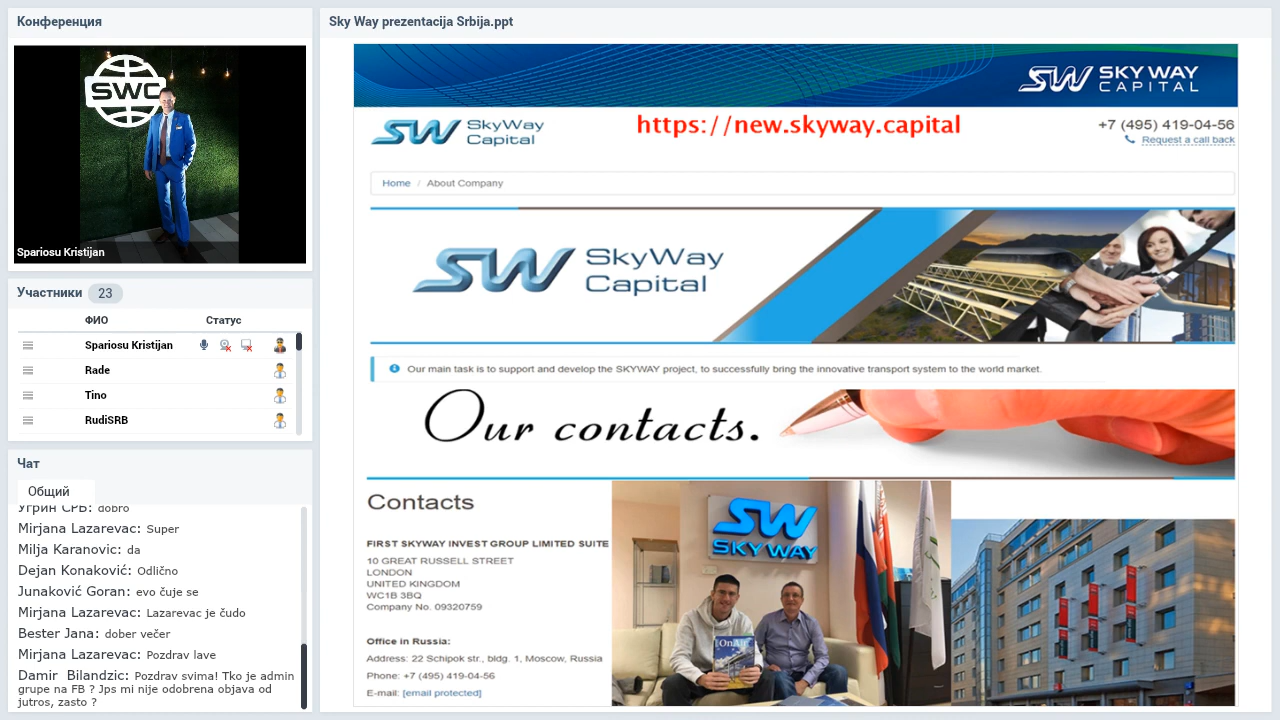 Конференция
SWC
Spariosu Kristijan
Участники 23
ФИО Статус
Spariosu Kristijan
Rade
Tino
RudiSRB
Чат
Общий
Угрин СРБ: dobro
Mirjana Lazarevac: Super
Milja Karanovic: da
Dejan Konaković: Odlično
Junaković Goran: evo čuje se
Mirjana Lazarevac: Lazarevac je čudo
Bester Jana: dober večer
Mirjana Lazarevac: Pozdrav lave
Damir Bilandzic: Pozdrav svima! Tko je admin
grupe na FB ? Jps mi nije odobrena objava od
jutros, zasto ?
Sky Way prezentacija Srbija.ppt
SW SKY WAY
CAPITAL
SW SkyWay
Capital
https://new.skyway.capital
+7 (495) 419-04-56
Request a call back
Home / About Company
SW SkyWay
Capital
Our main task is to support and develop the SKYWAY project, to successfully bring the innovative transport system to the world market.
Our contacts.
Contacts
FIRST SKYWAY INVEST GROUP LIMITED SUITE
10 GREAT RUSSELL STREET
LONDON
UNITED KINGDOM
WC1B 3BQ
Company No. 09320759
Office in Russia:
Address: 22 Schipok str., bldg. 1, Moscow, Russia
Phone: +7 (495) 419-04-56
E-mail: [email protected]
SW
SKY WAY
OnAir